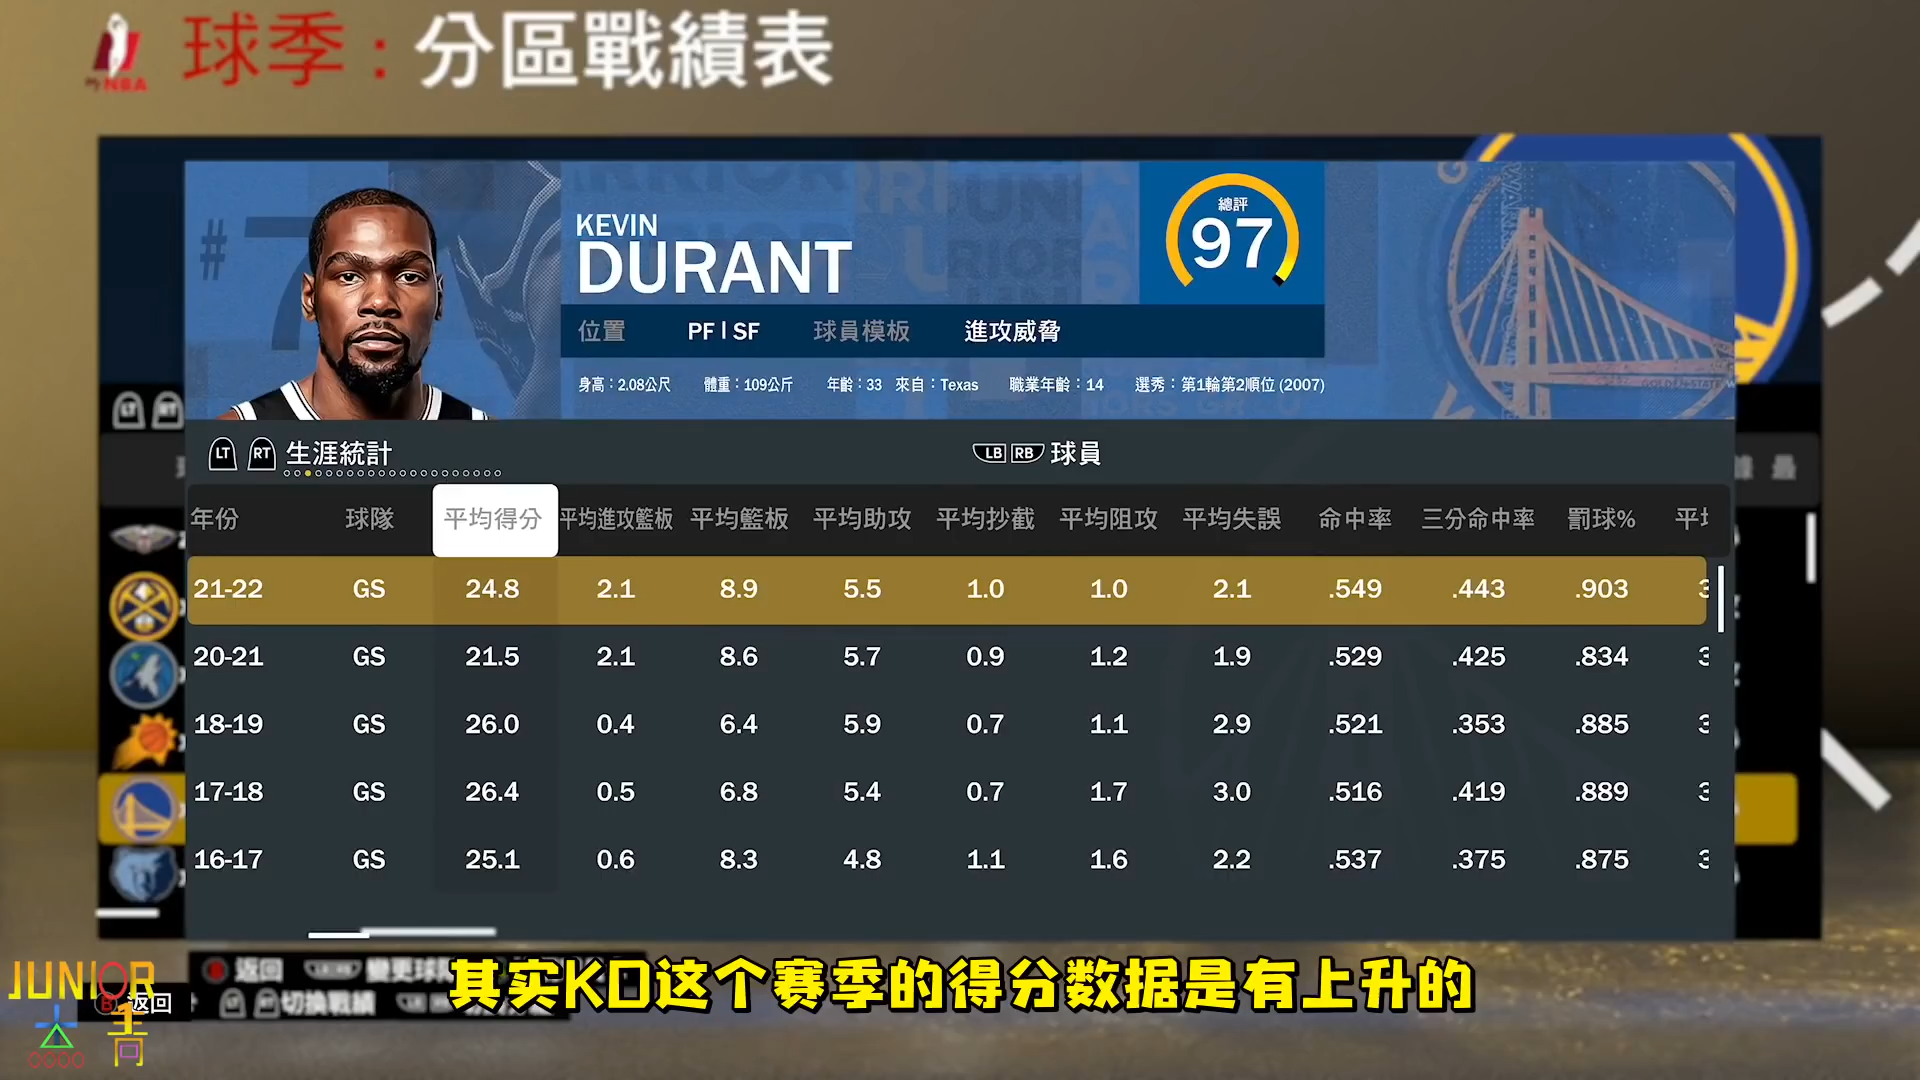 球季：分區戰績表
KEVIN
DURANT
總評
97
#7
位置 PF | SF 球員模板 進攻威脅
身高：2.08公尺 體重：109公斤 年齡：33 來自：Texas 職業年齡：14 選秀：第1輪第2順位 (2007)
LT RT 生涯統計 LB RB 球員
年份 球隊 平均得分 平均進攻籃板 平均籃板 平均助攻 平均抄截 平均阻攻 平均失誤 命中率 三分命中率 罰球%
21-22 GS 24.8 2.1 8.9 5.5 1.0 1.0 2.1 .549 .443 .903
20-21 GS 21.5 2.1 8.6 5.7 0.9 1.2 1.9 .529 .425 .834
18-19 GS 26.0 0.4 6.4 5.9 0.7 1.1 2.9 .521 .353 .885
17-18 GS 26.4 0.5 6.8 5.4 0.7 1.7 3.0 .516 .419 .889
16-17 GS 25.1 0.6 8.3 4.8 1.1 1.6 2.2 .537 .375 .875
返回 變更球隊
其实KD这个赛季的得分数据是有上升的
JUNIOR
B 返回 切換戰績